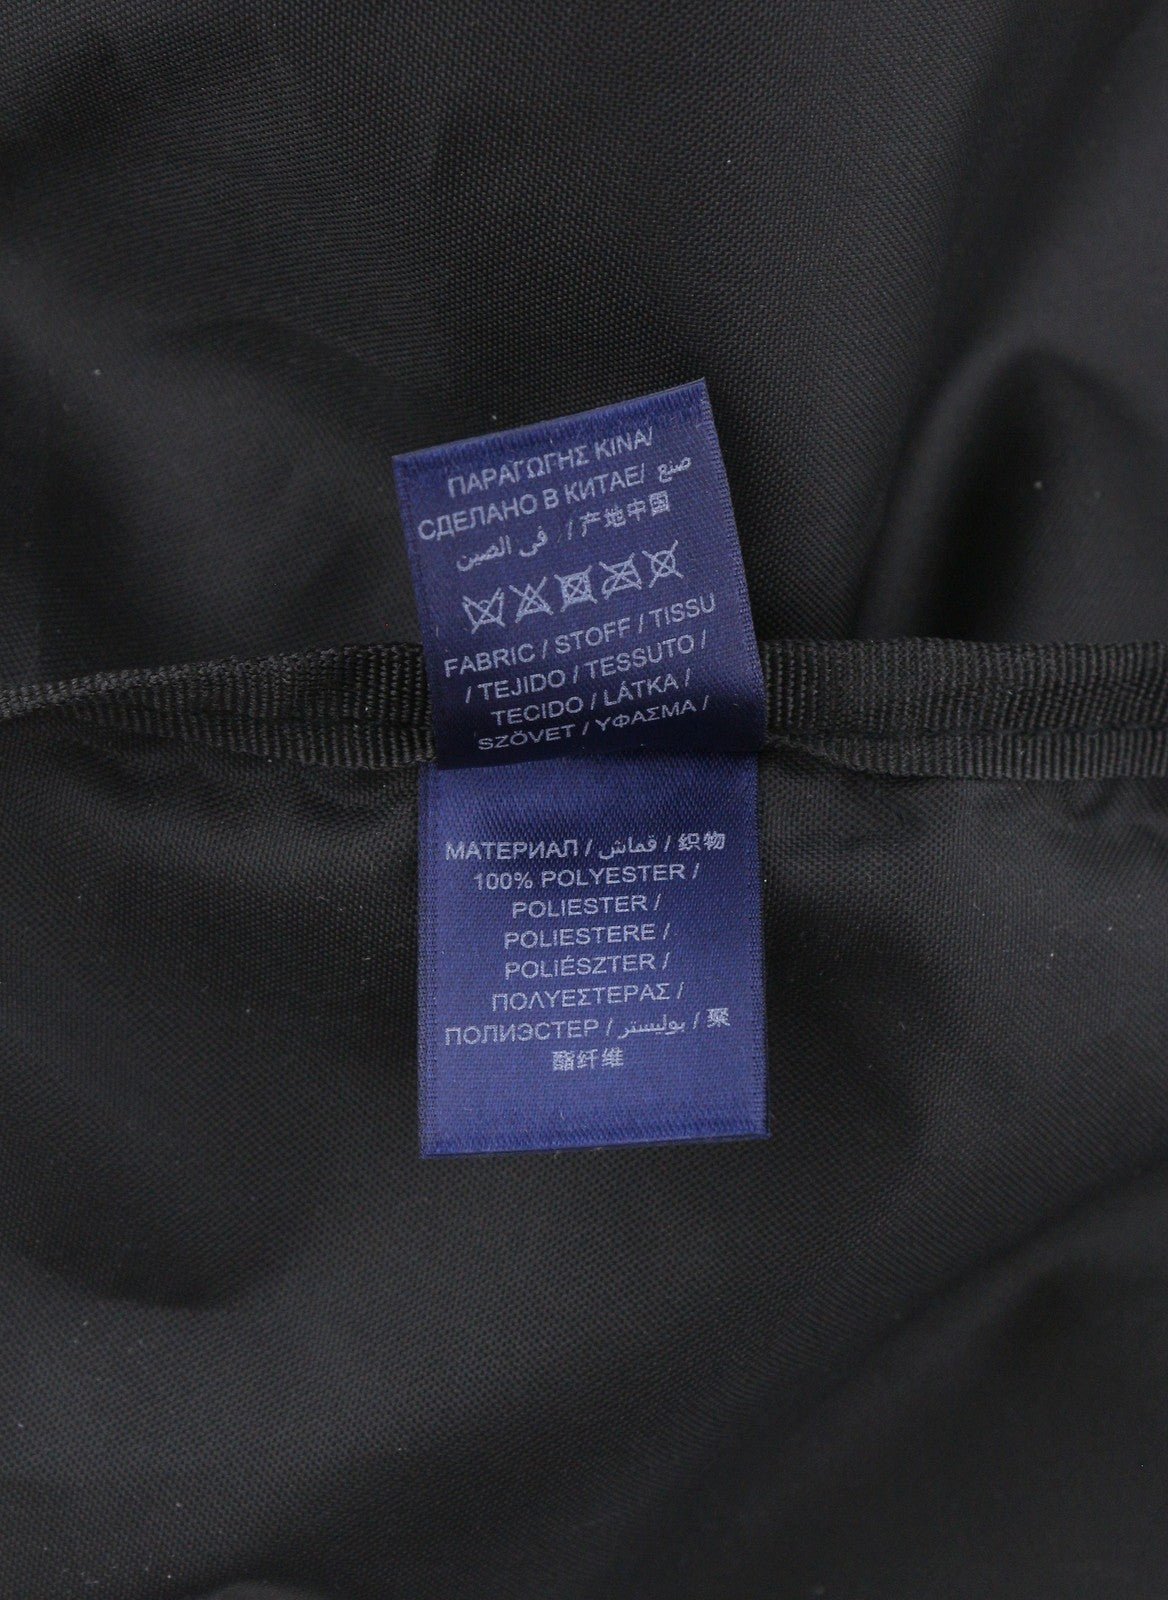 ΠΑΡΑΓΩΓΗΣ ΚΙΝΑ/
СДЕЛАНО В КИТАЕ/ صنع
في الصين / 产地中国
FABRIC / STOFF / TISSU
/ TEJIDO / TESSUTO /
TECIDO / LÁTKA /
SZÖVET / ΥΦΑΣΜΑ /
МАТЕРИАЛ / قماش / 织物
100% POLYESTER /
POLIESTER /
POLIESTERE /
POLIÉSZTER /
ΠΟΛΥΕΣΤΕΡΑΣ /
ПОЛИЭСТЕР / بوليستر / 聚
酯纤维